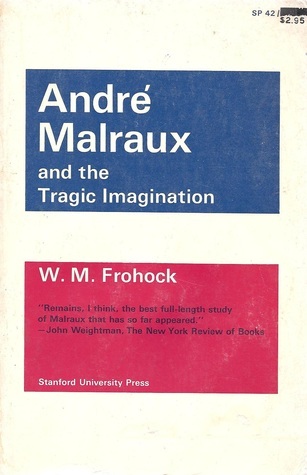 SP 42
$2.95
André
Malraux
and the
Tragic Imagination
W. M. Frohock
"Remains, I think, the best full-length study
of Malraux that has so far appeared."
—John Weightman, The New York Review of Books
Stanford University Press